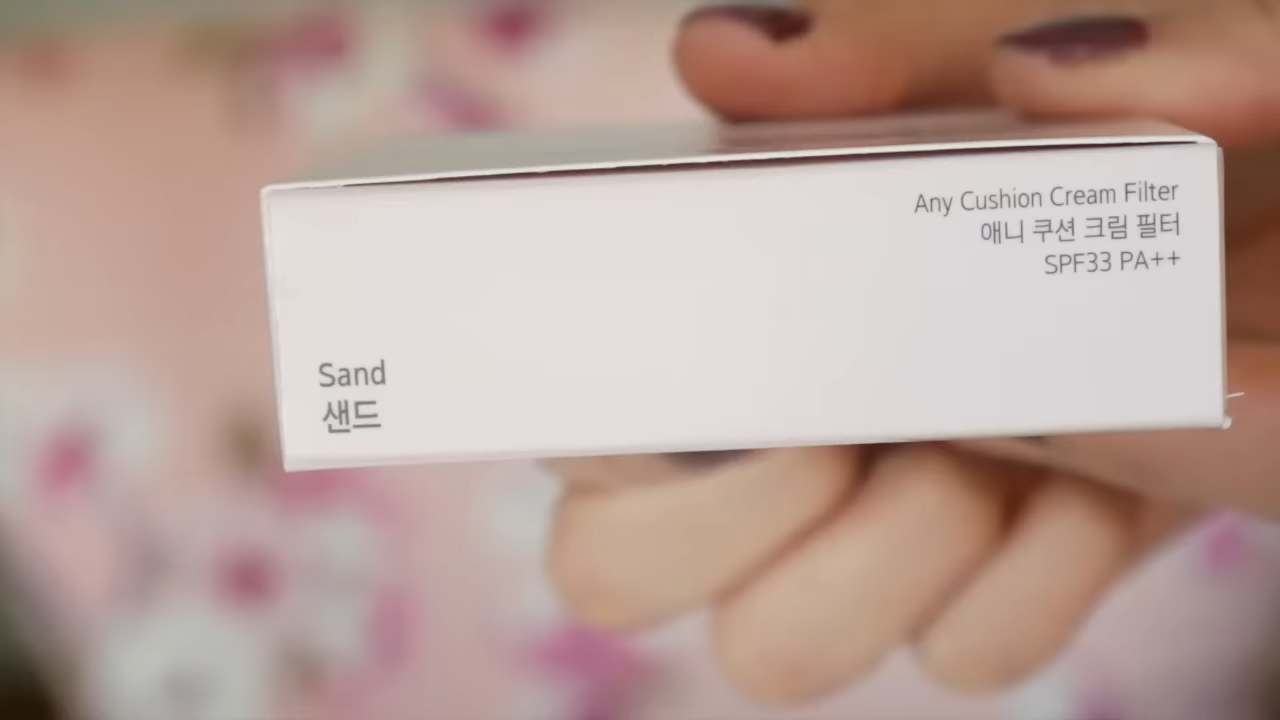 Any Cushion Cream Filter
애니 쿠션 크림 필터
SPF33 PA++
Sand
샌드